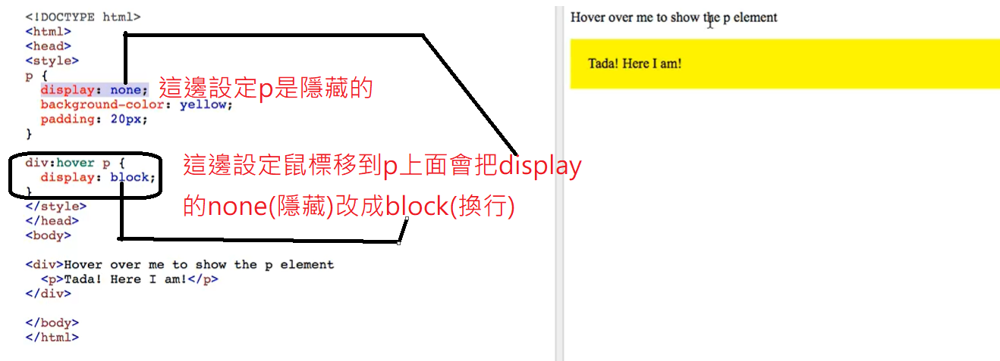 <!DOCTYPE html>
<html>
<head>
<style>
p {
display: none;
這邊設定p是隱藏的
background-color: yellow;
padding: 20px;
}
div:hover p {
display: block;
}
這邊設定鼠標移到p上面會把display
的none(隱藏)改成block(換行)
</style>
</head>
<body>
<div>Hover over me to show the p element
<p>Tada! Here I am!</p>
</div>
</body>
</html>
Hover over me to show the p element
Tada! Here I am!